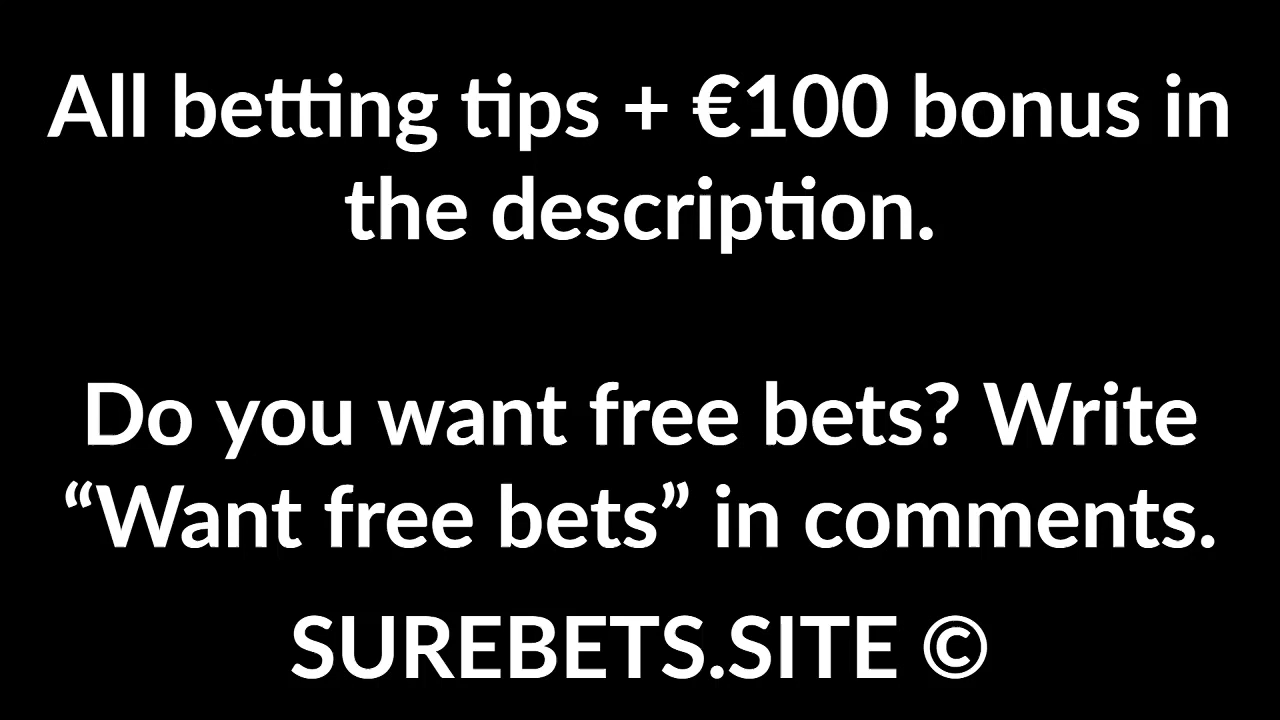 All betting tips + €100 bonus in
the description.
Do you want free bets? Write
“Want free bets” in comments.
SUREBETS.SITE ©